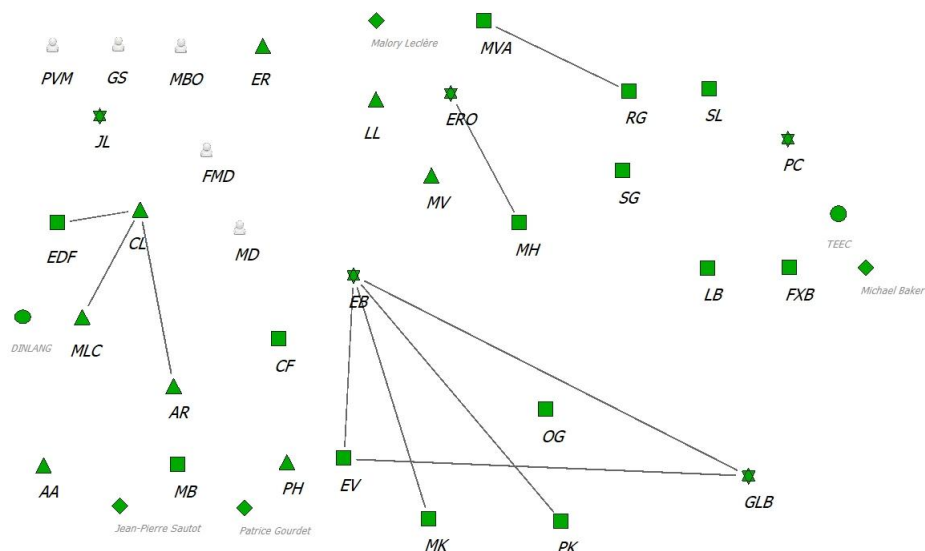 Malory Leclère
MVA
PVM
GS
MBO
ER
JL
LL
ERO
RG
SL
PC
FMD
MV
SG
EDF
CL
MD
MH
TEEC
EB
LB
FXB
Michael Baker
DINLANG
MLC
CF
AR
OG
AA
MB
PH
EV
GLB
Jean-Pierre Sautot
Patrice Gourdet
MK
PK